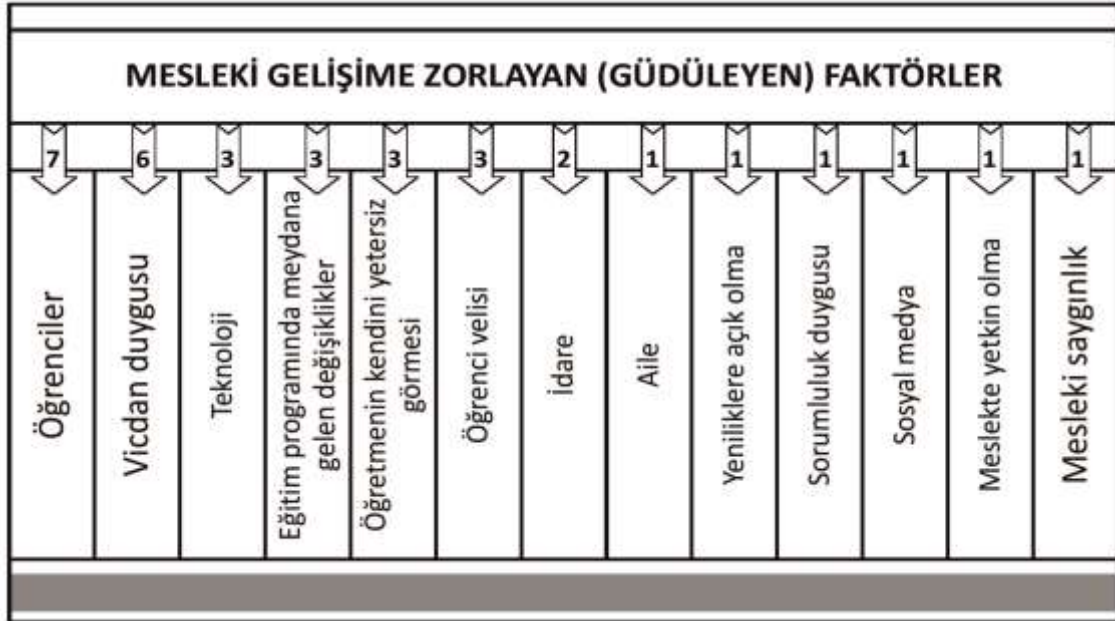 MESLEKİ GELİŞİME ZORLAYAN (GÜDÜLEYEN) FAKTÖRLER
7
6
3
3
3
3
2
1
1
1
1
1
1
Öğrenciler
Vicdan duygusu
Teknoloji
Eğitim programında meydana
gelen değişiklikler
Öğretmenin kendini yetersiz
görmesi
Öğrenci velisi
İdare
Aile
Yeniliklere açık olma
Sorumluluk duygusu
Sosyal medya
Meslekte yetkin olma
Mesleki saygınlık